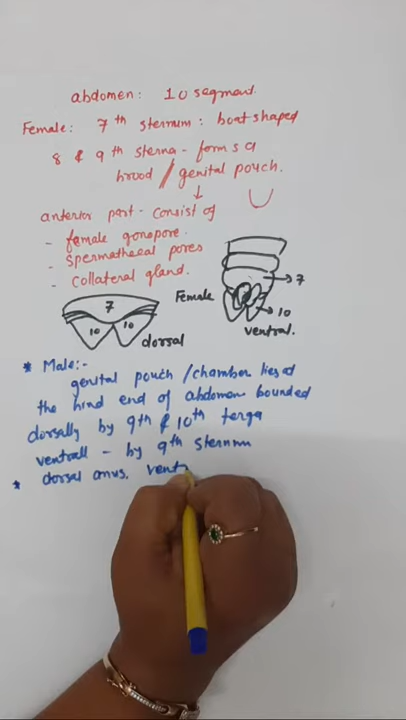 abdomen: 10 segment.
Female: 7th sternum: boat shaped
8 & 9th sterna - forms a
brood / genital pouch.
anterior part - consist of
- female gonopore.
- spermathecal pores
- collateral gland.
7
10 10
dorsal
Female
7
10
ventral.
* Male:-
genital pouch / chamber lies at
the hind end of abdomen bounded
dorsally by 9th & 10th terga
ventrall - by 9th sternum
* dorsal anus. vent